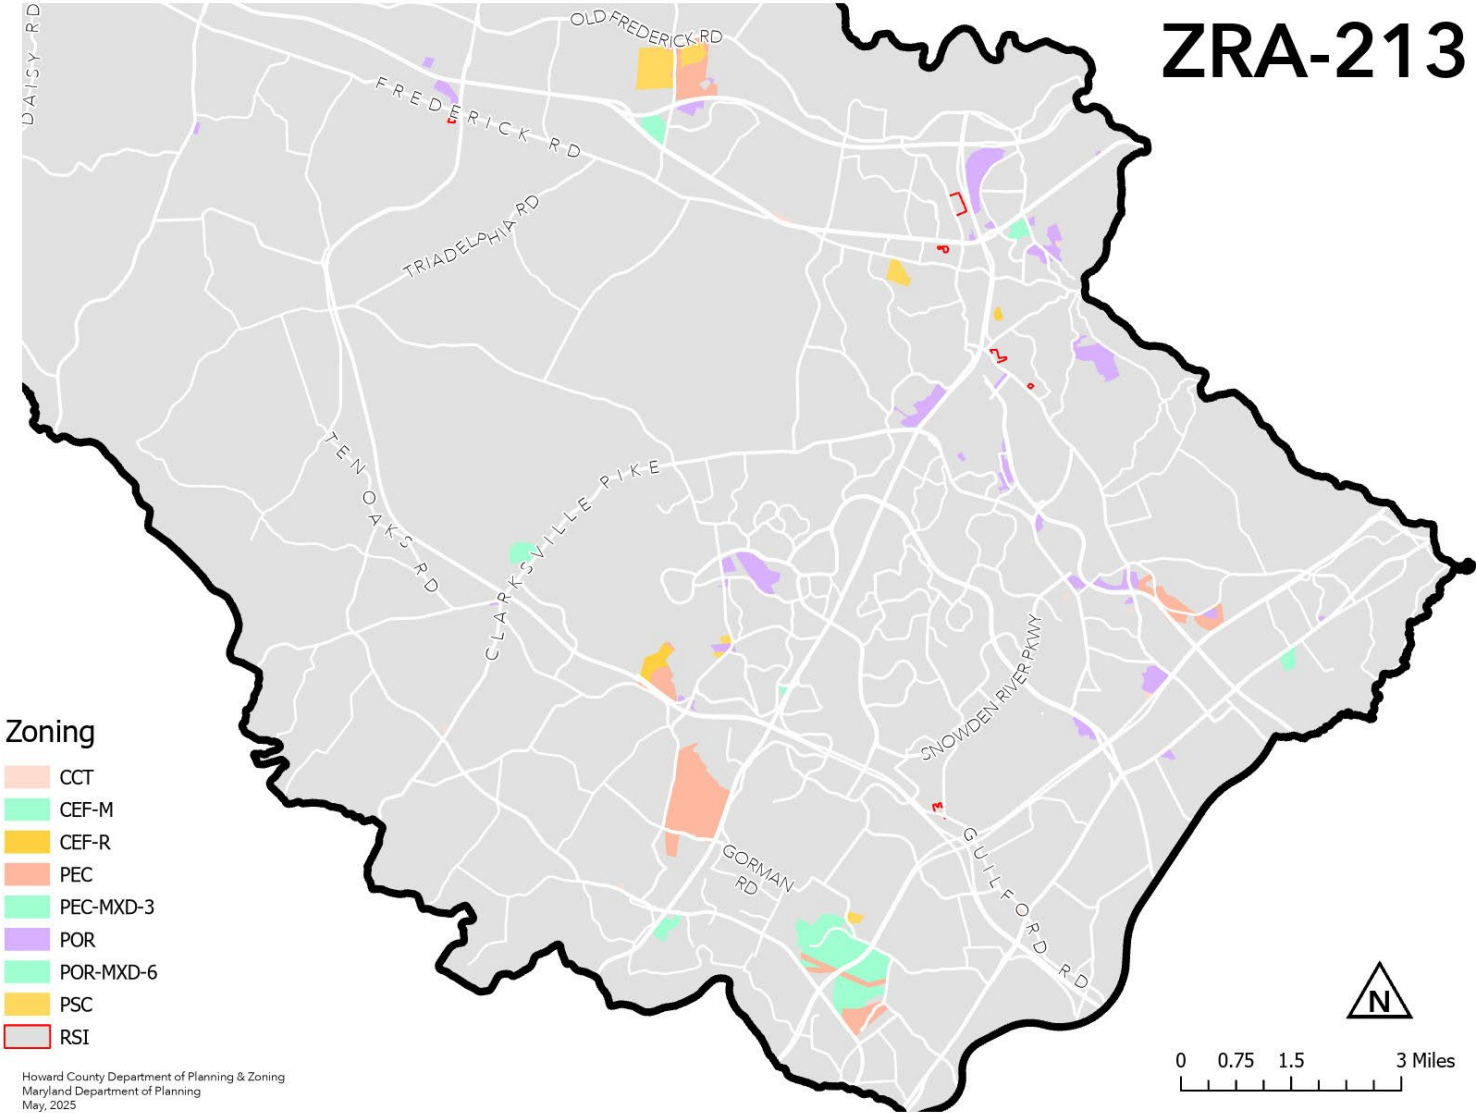 ZRA-213
DAISY RD
OLD FREDERICK RD
FREDERICK RD
TRIADELPHIA RD
TEN OAKS RD
CLARKSVILLE PIKE
SNOWDEN RIVER PKWY
GORMAN
RD
GUILFORD RD
Zoning
CCT
CEF-M
CEF-R
PEC
PEC-MXD-3
POR
POR-MXD-6
PSC
RSI
Howard County Department of Planning & Zoning
Maryland Department of Planning
May, 2025
N
0 0.75 1.5 3 Miles